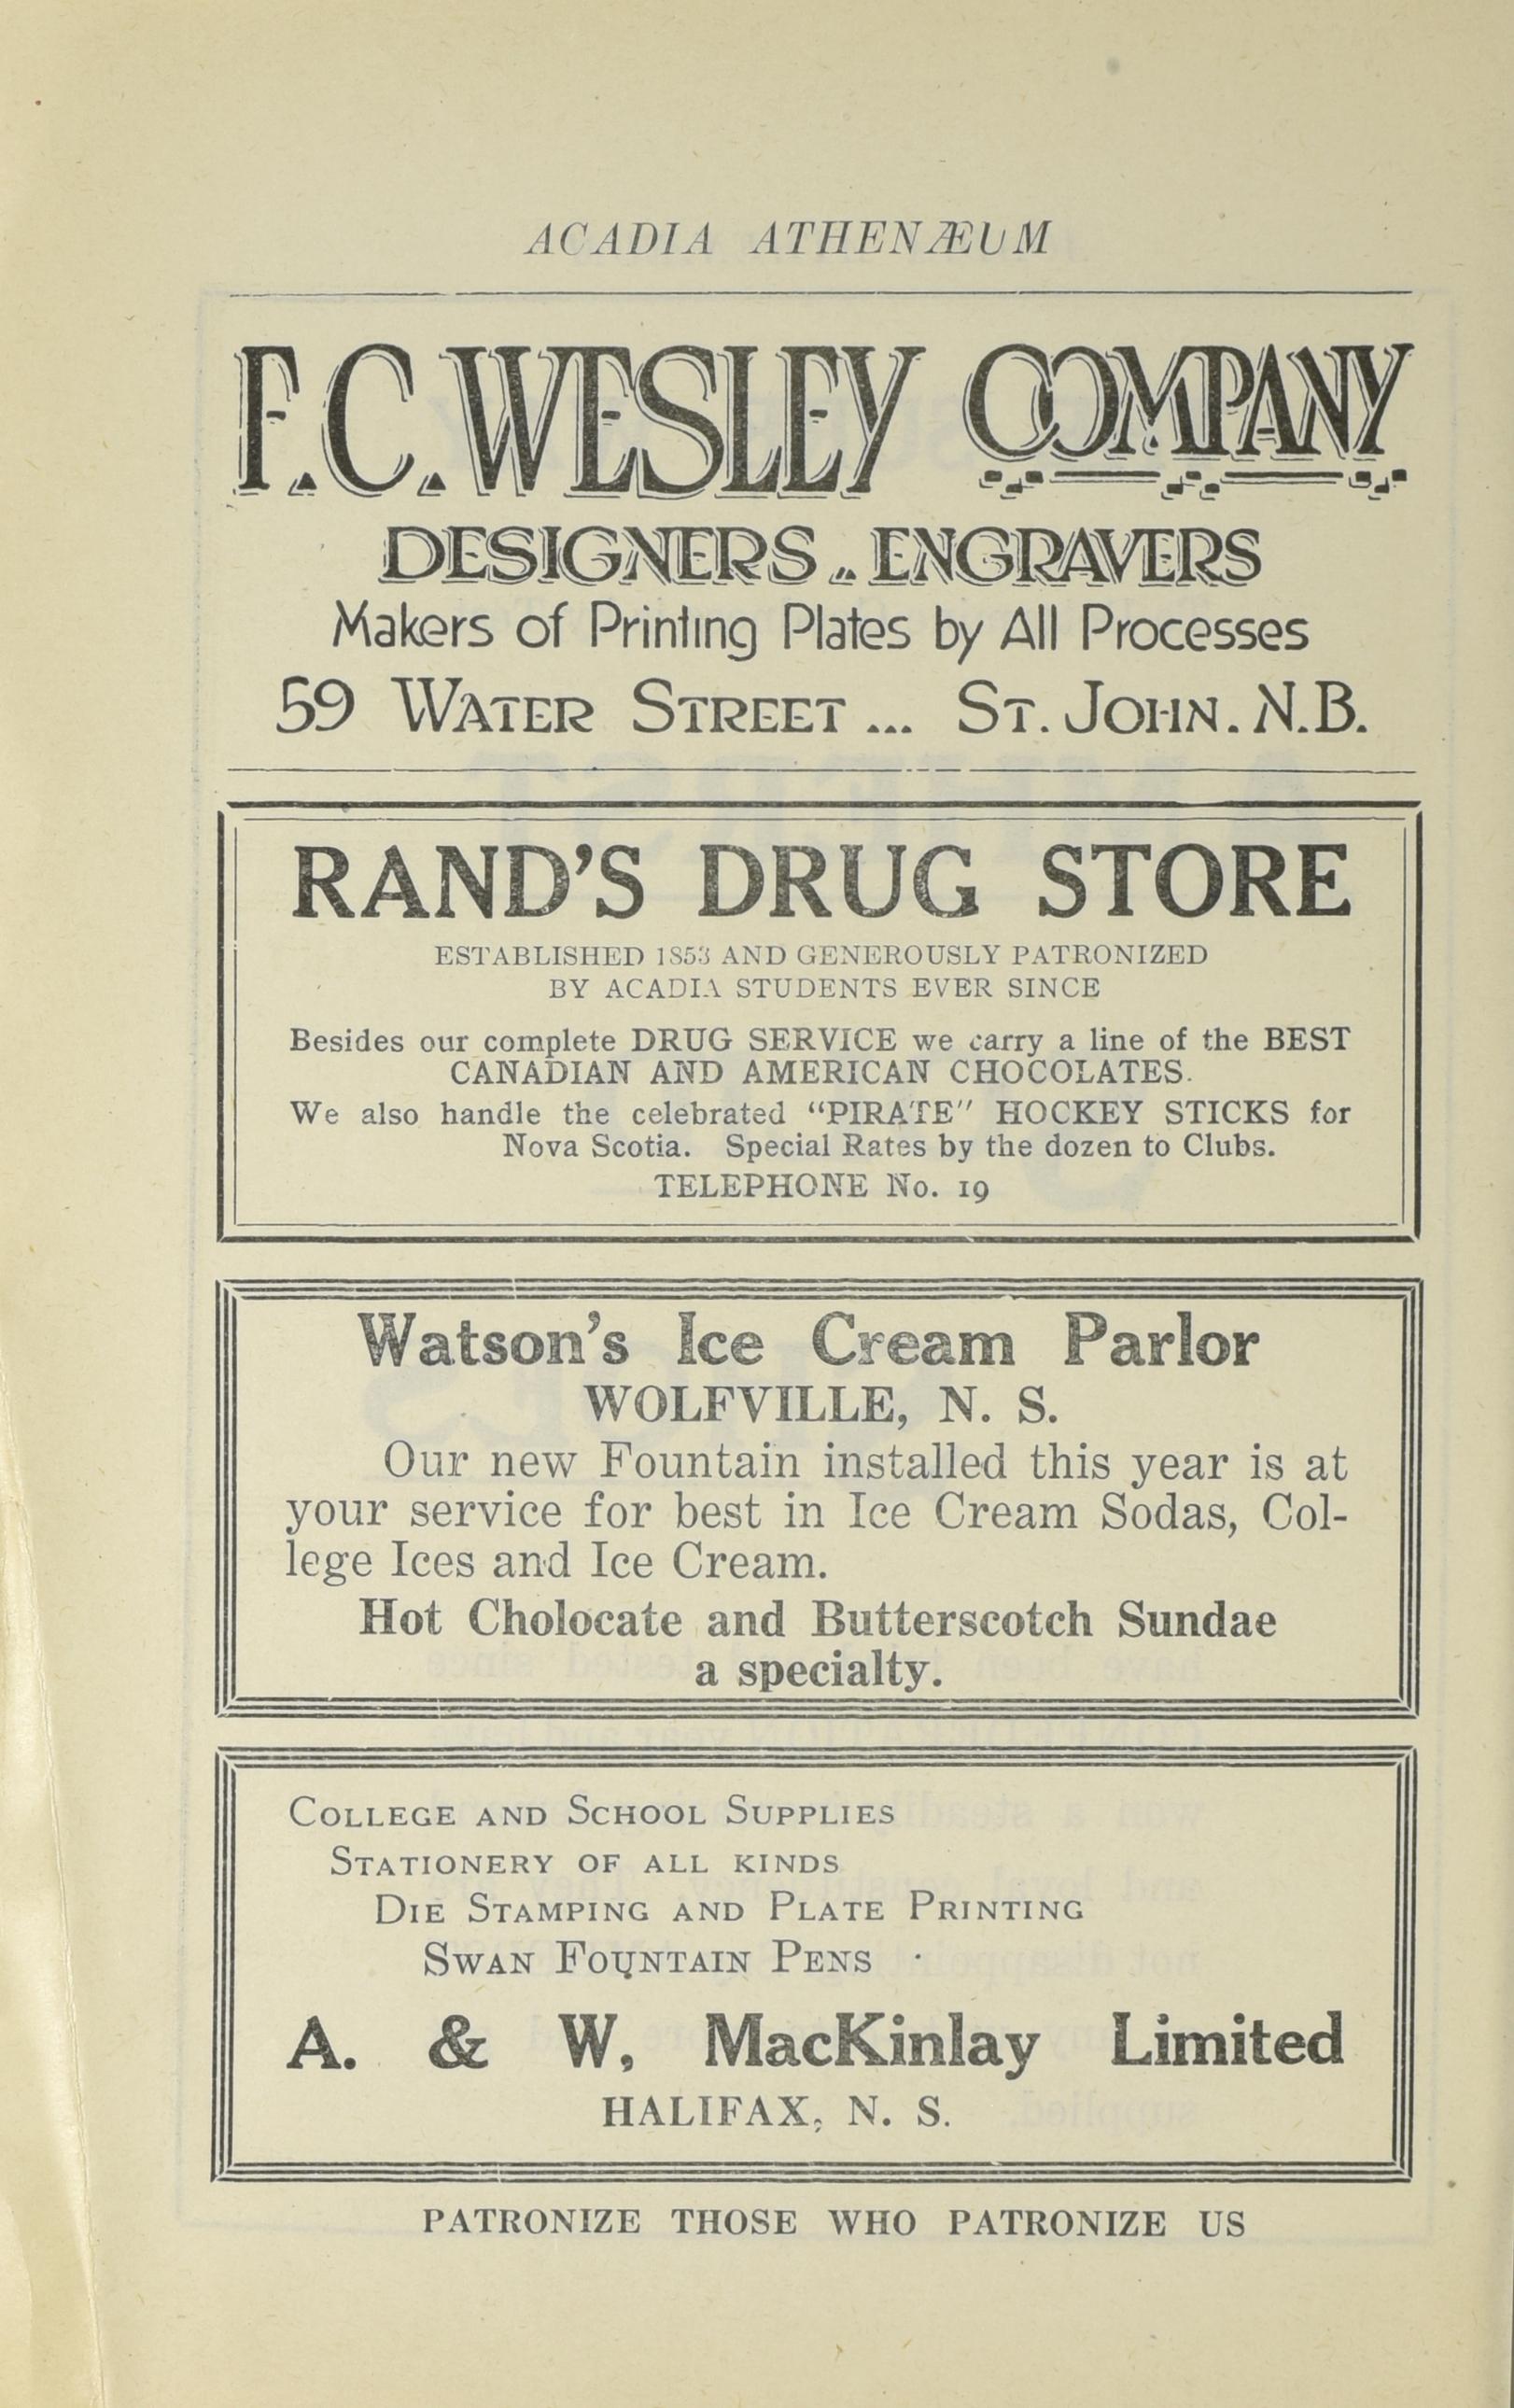 ACADIA ATHENÆUM
F.C. WESLEY COMPANY
DESIGNERS .. ENGRAVERS
Makers of Printing Plates by All Processes
59 WATER STREET ... ST. JOHN. N.B.
RAND'S DRUG STORE
ESTABLISHED 1853 AND GENEROUSLY PATRONIZED
BY ACADIA STUDENTS EVER SINCE
Besides our complete DRUG SERVICE we carry a line of the BEST
CANADIAN AND AMERICAN CHOCOLATES.
We also handle the celebrated "PIRATE" HOCKEY STICKS for
Nova Scotia. Special Rates by the dozen to Clubs.
TELEPHONE No. 19
Watson's Ice Cream Parlor
WOLFVILLE, N. S.
Our new Fountain installed this year is at
your service for best in Ice Cream Sodas, Col-
lege Ices and Ice Cream.
Hot Cholocate and Butterscotch Sundae
a specialty.
COLLEGE AND SCHOOL SUPPLIES
STATIONERY OF ALL KINDS
DIE STAMPING AND PLATE PRINTING
SWAN FOUNTAIN PENS
A. & W, MacKinlay Limited
HALIFAX, N. S.
PATRONIZE THOSE WHO PATRONIZE US